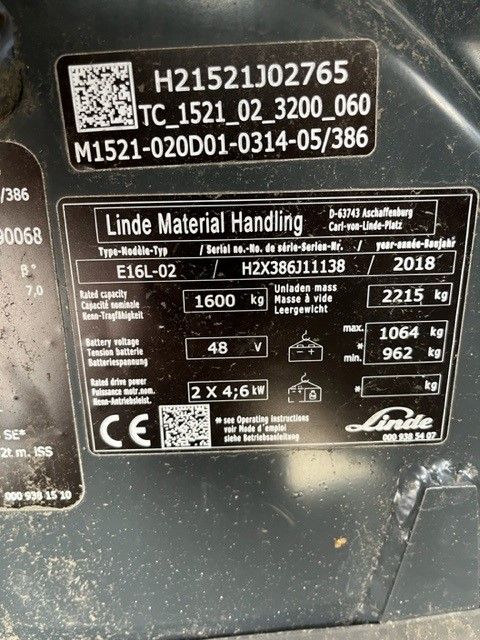 H21521J02765
TC_1521_02_3200_060
M1521-020D01-0314-05/386
/386
90068
β°
7,0
SE*
2t m. ISS
000 938 15 10
Linde Material Handling
D-63743 Aschaffenburg
Carl-von-Linde-Platz
Type-Modèle-Typ / Serial no.-No. de série-Serien-Nr. / year-année-Baujahr
E16L-02 / H2X386J11138 / 2018
Rated capacity
Capacité nominale
Nenn-Tragfähigkeit
1600 kg
Unladen mass
Masse à vide
Leergewicht
2215 kg
Battery voltage
Tension batterie
Batteriespannung
48 V
- +
max. 1064 kg
*
min. 962 kg
Rated drive power
Puissance motr.nom.
Nenn-Antriebsleist.
2 X 4,6 kW
- +
* kg
CE
* see Operating Instructions
voir Mode d'emploi
siehe Betriebsanleitung
Linde
000 938 54 07